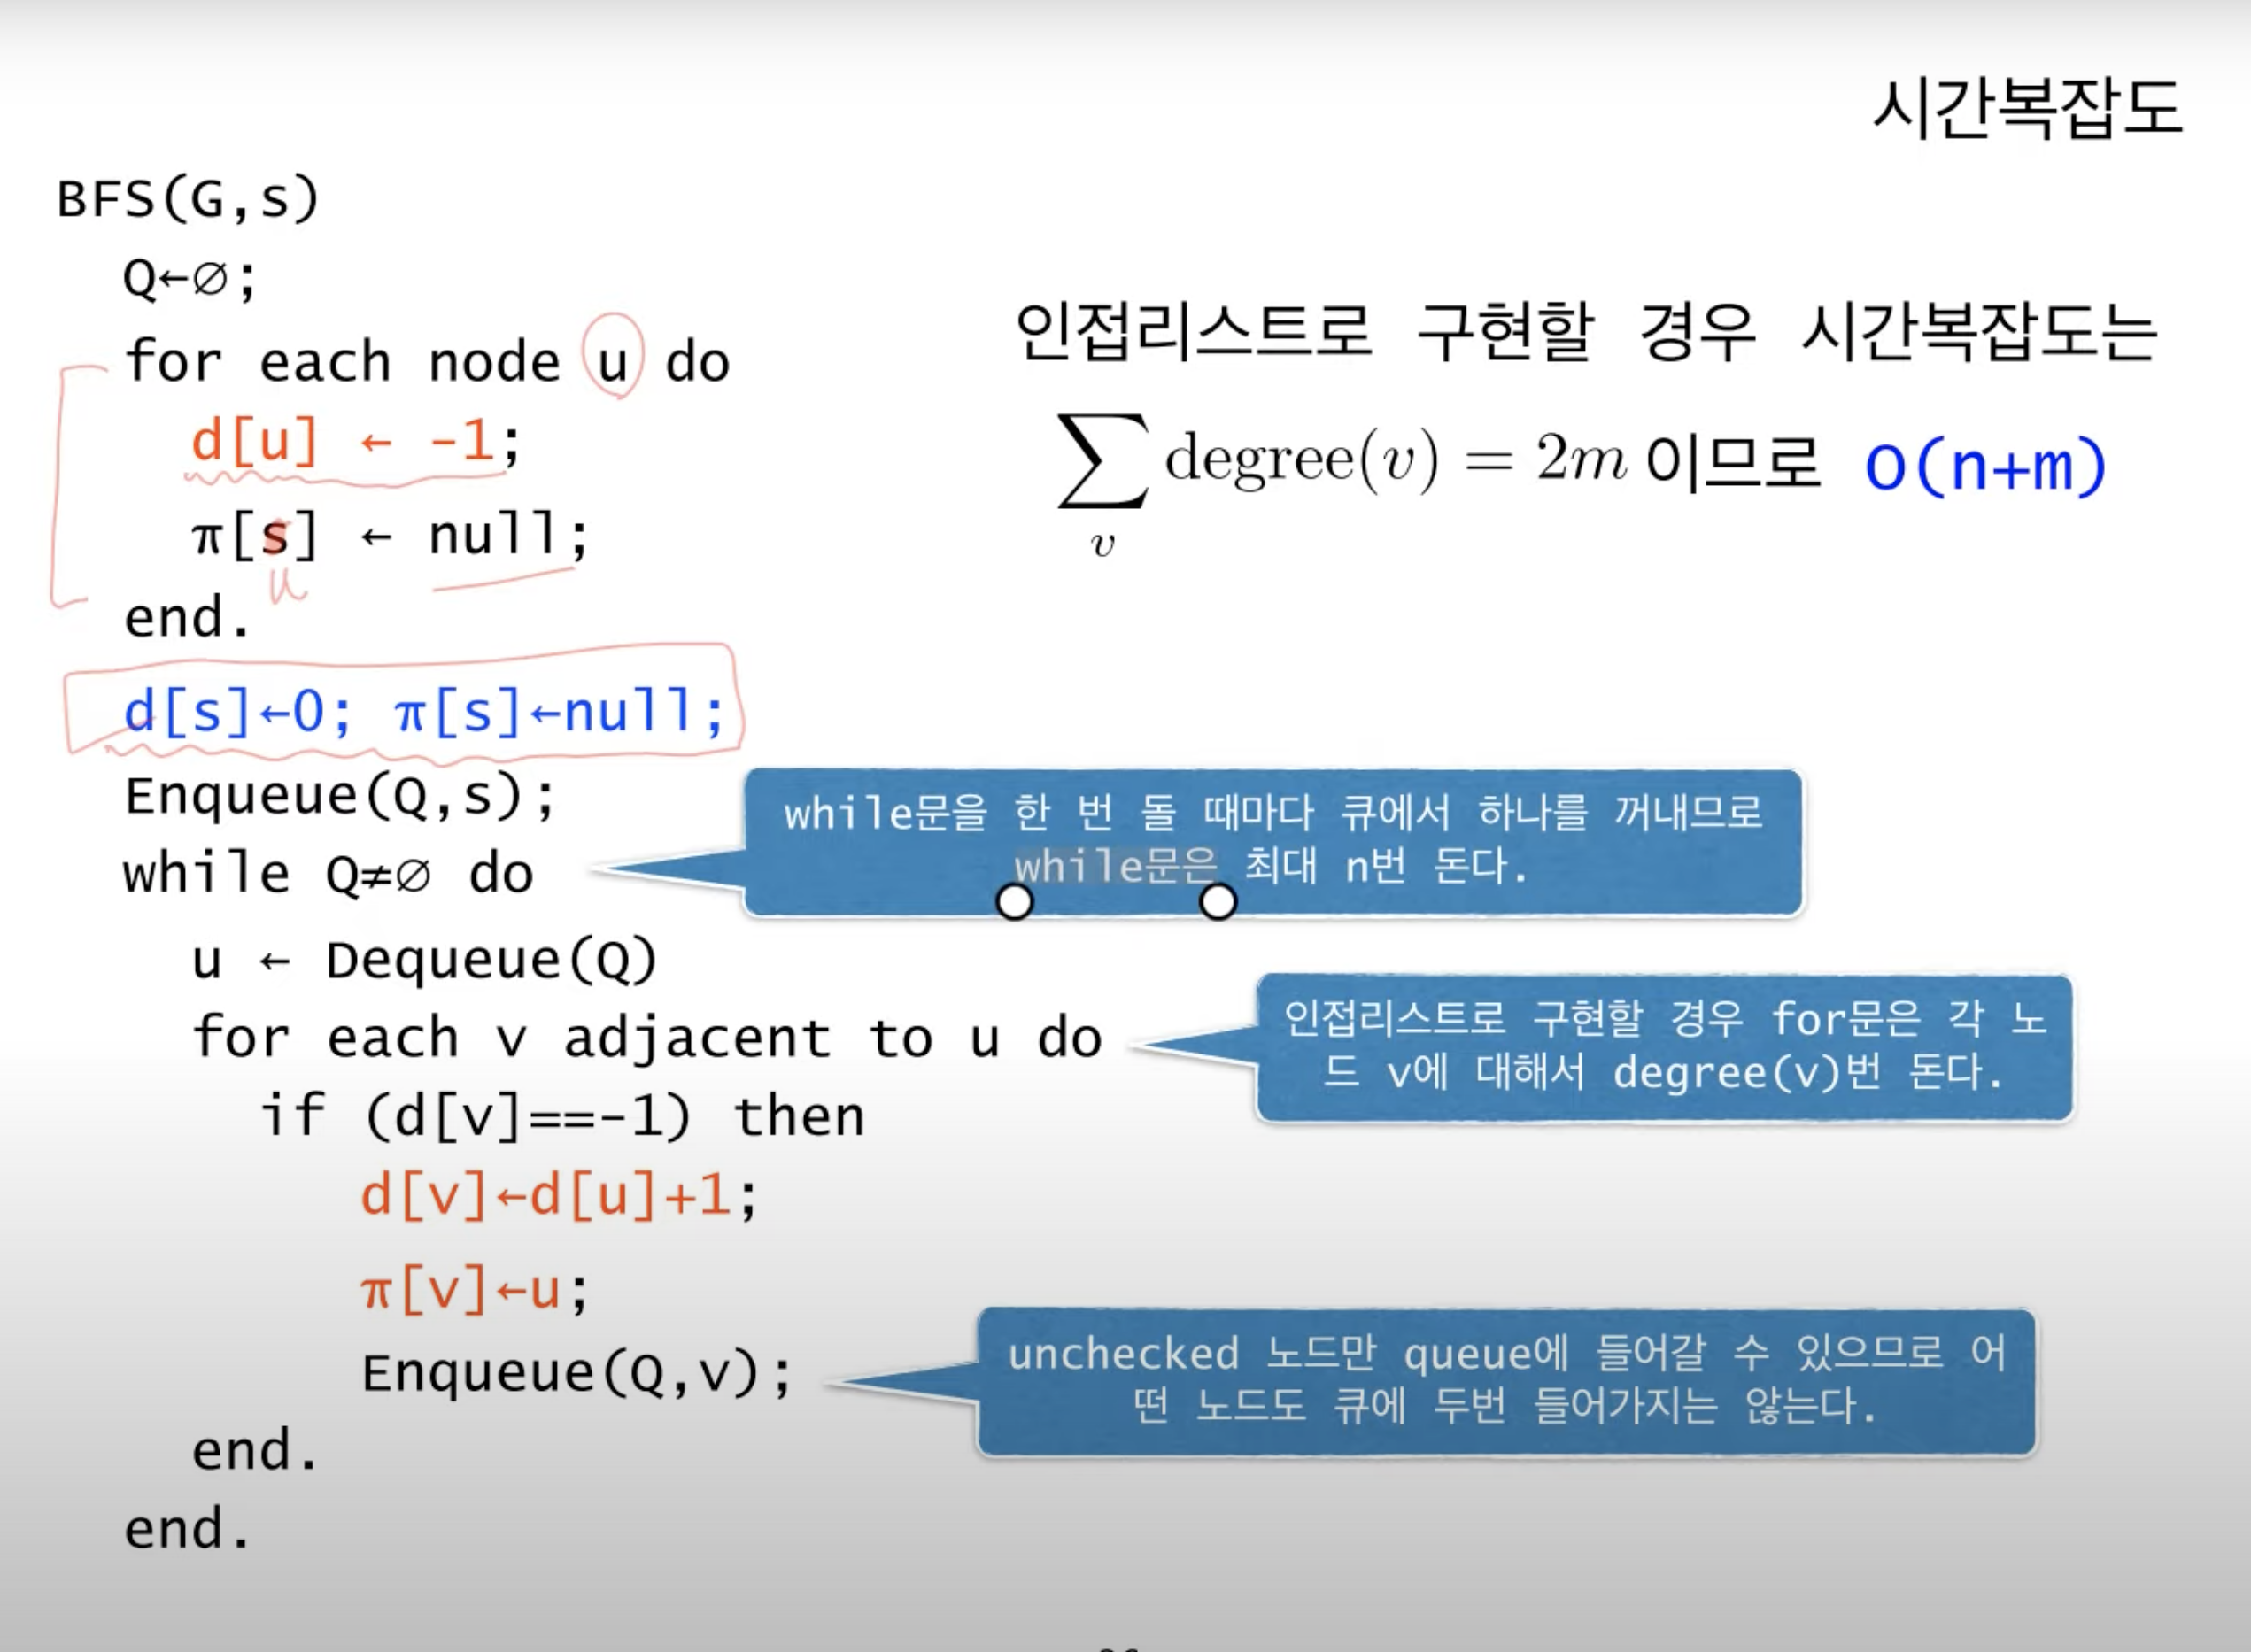 시간복잡도
BFS(G,s)
Q←∅;
for each node u do
d[u] ← -1;
π[s] ← null;
u
end.
d[s]←0; π[s]←null;
Enqueue(Q,s);
while Q≠∅ do
u ← Dequeue(Q)
for each v adjacent to u do
if (d[v]==-1) then
d[v]←d[u]+1;
π[v]←u;
Enqueue(Q,v);
end.
end.
인접리스트로 구현할 경우 시간복잡도는
∑ degree(v) = 2m 이므로 O(n+m)
v
while문을 한 번 돌 때마다 큐에서 하나를 꺼내므로
while문은 최대 n번 돈다.
인접리스트로 구현할 경우 for문은 각 노
드 v에 대해서 degree(v)번 돈다.
unchecked 노드만 queue에 들어갈 수 있으므로 어
떤 노드도 큐에 두번 들어가지는 않는다.